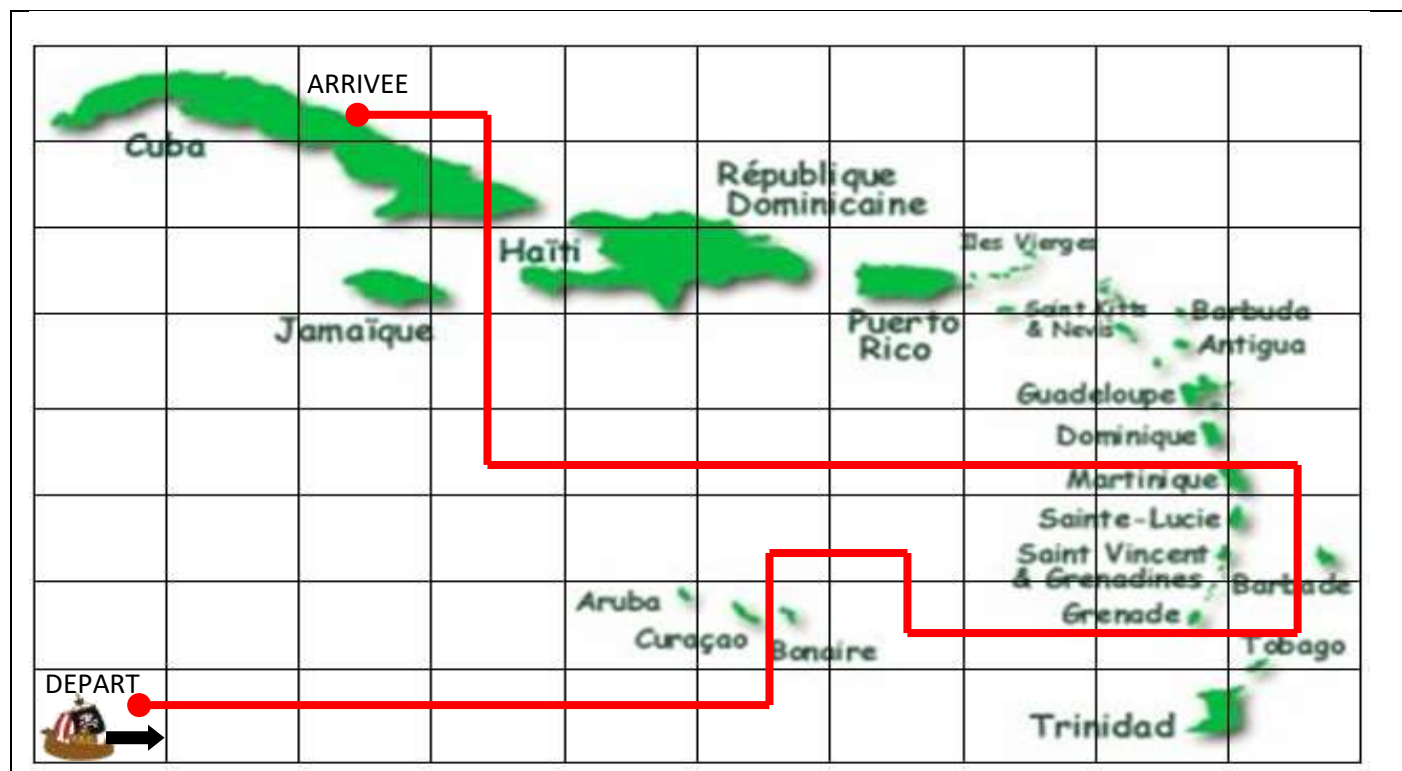 ARRIVEE
Cuba
République
Dominicaine
Haïti
Iles Vierges
Jamaïque
Puerto
Rico
Saint Kitts
& Nevis
Barbuda
Antigua
Guadeloupe
Dominique
Martinique
Sainte-Lucie
Saint Vincent
& Grenadines
Barbade
Aruba
Grenade
Curaçao
Bonaire
Tobago
DEPART
Trinidad